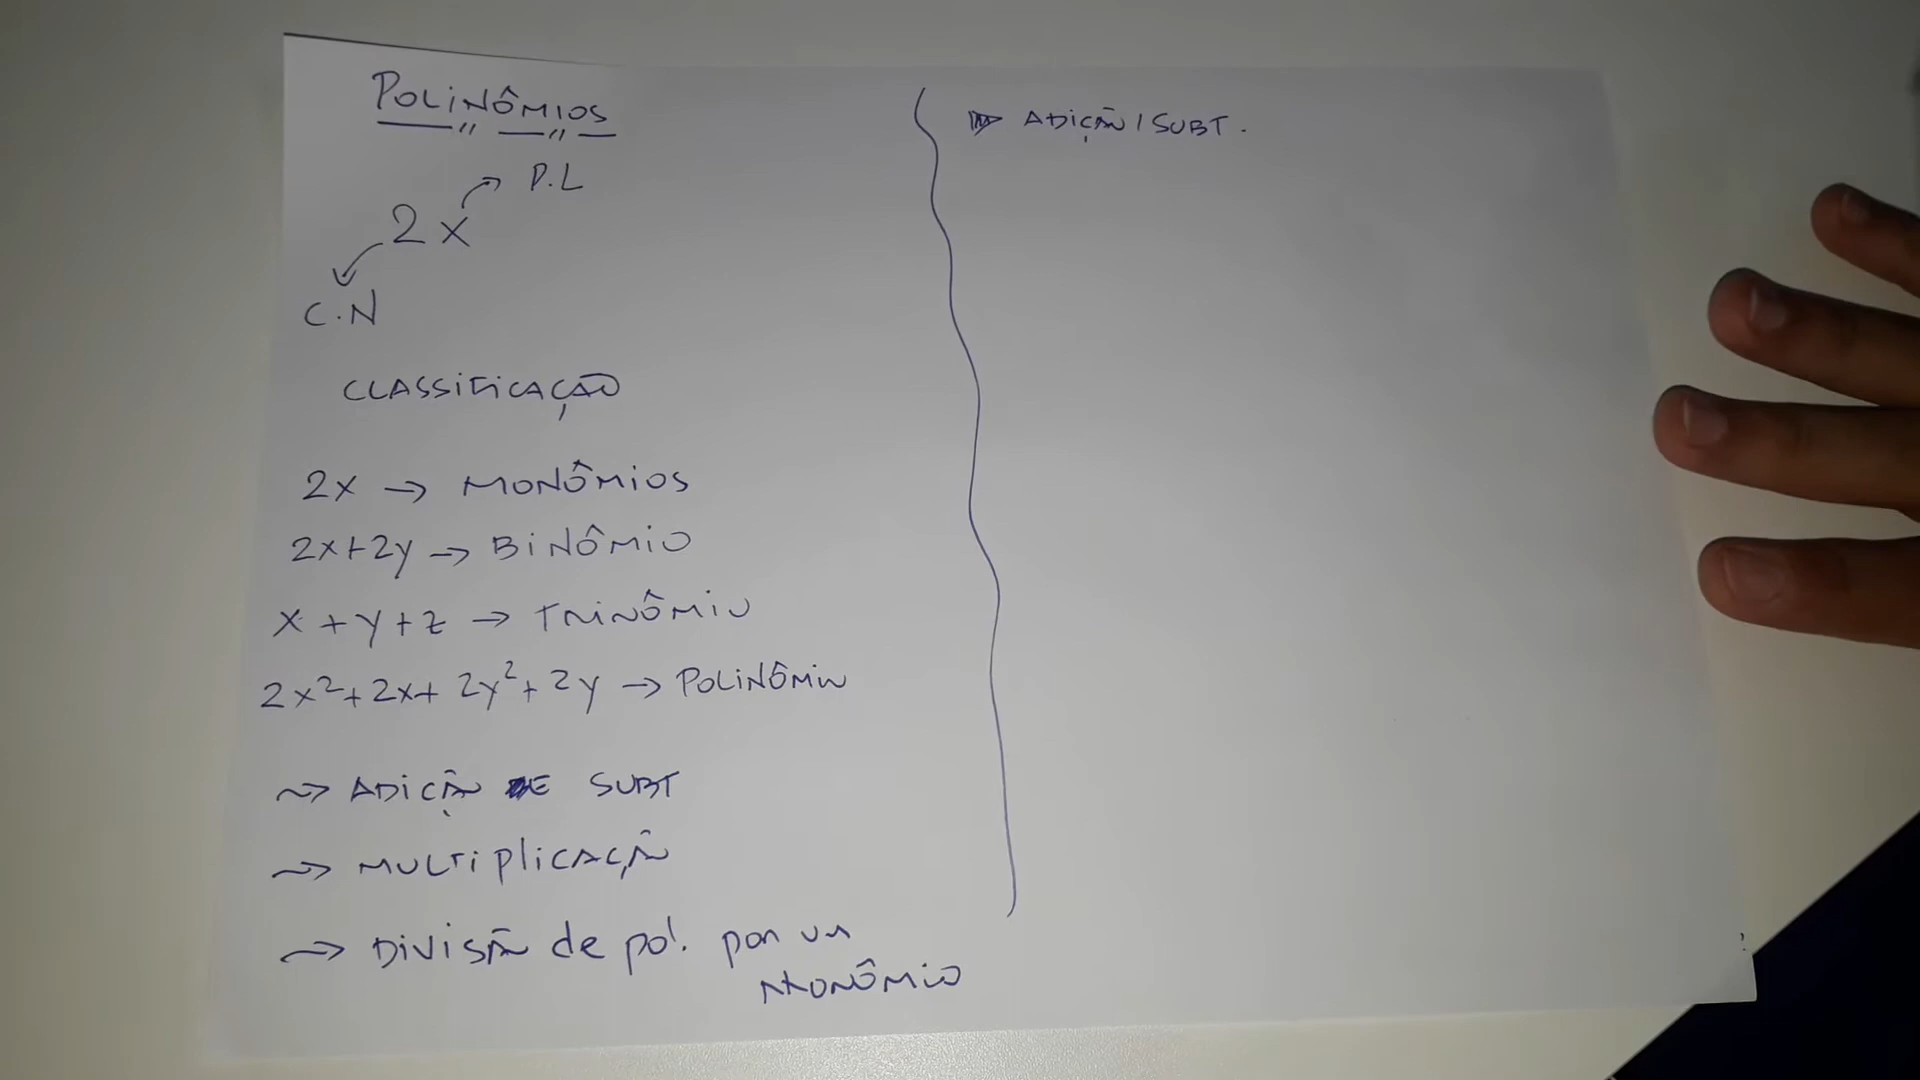 POLINÔMIOS
P.L
2x
C.N
CLASSIFICAÇÃO
2x → MONÔMIOS
2x+2y → BINÔMIO
x+y+z → TRINÔMIO
2x²+2x+2y²+2y → POLINÔMIO
~> ADIÇÃO E SUBT
~> MULTIPLICAÇÃO
~> DIVISÃO de pol. por um
MONÔMIO
⇒ ADIÇÃO/SUBT.